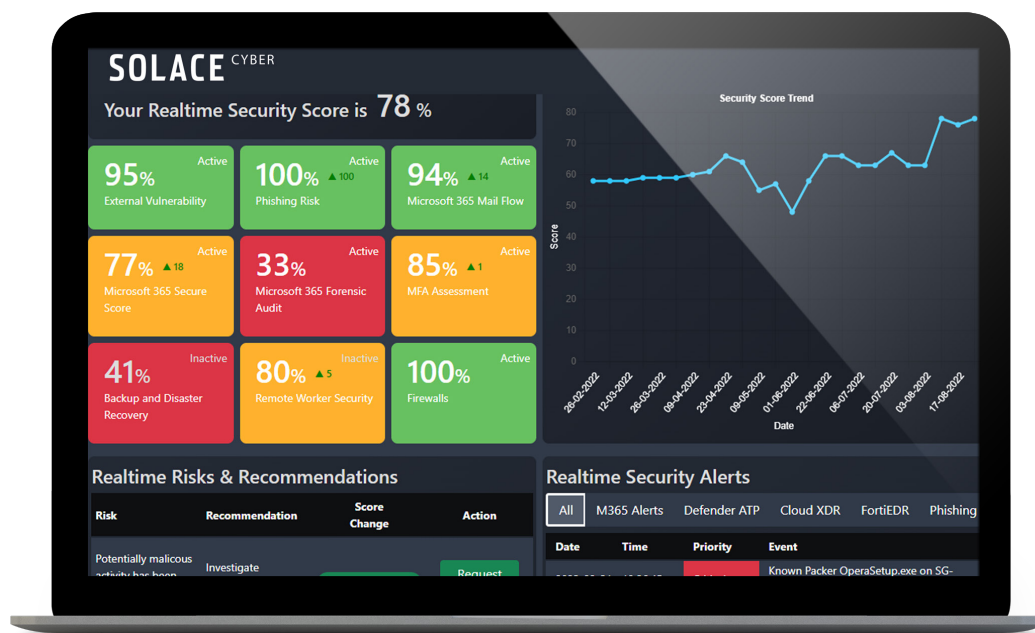 SOLACE CYBER
Your Realtime Security Score is 78 %
Active
95%
External Vulnerability
Active
100% ▲ 100
Phishing Risk
Active
94% ▲ 14
Microsoft 365 Mail Flow
Active
77% ▲ 18
Microsoft 365 Secure
Score
Active
33%
Microsoft 365 Forensic
Audit
Active
85% ▲ 1
MFA Assessment
Inactive
41%
Backup and Disaster
Recovery
Inactive
80% ▲ 5
Remote Worker Security
Active
100%
Firewalls
Security Score Trend
80
70
60
50
40
30
20
10
0
Score
26-02-2022
12-03-2022
26-03-2022
09-04-2022
23-04-2022
09-05-2022
01-06-2022
22-06-2022
06-07-2022
20-07-2022
03-08-2022
17-08-2022
Date
Realtime Risks & Recommendations
Risk Recommendation Score Change Action
Potentially malicous
activity has been
Investigate
Request
Realtime Security Alerts
All M365 Alerts Defender ATP Cloud XDR FortiEDR Phishing
Date Time Priority Event
Known Packer OperaSetup.exe on SG-